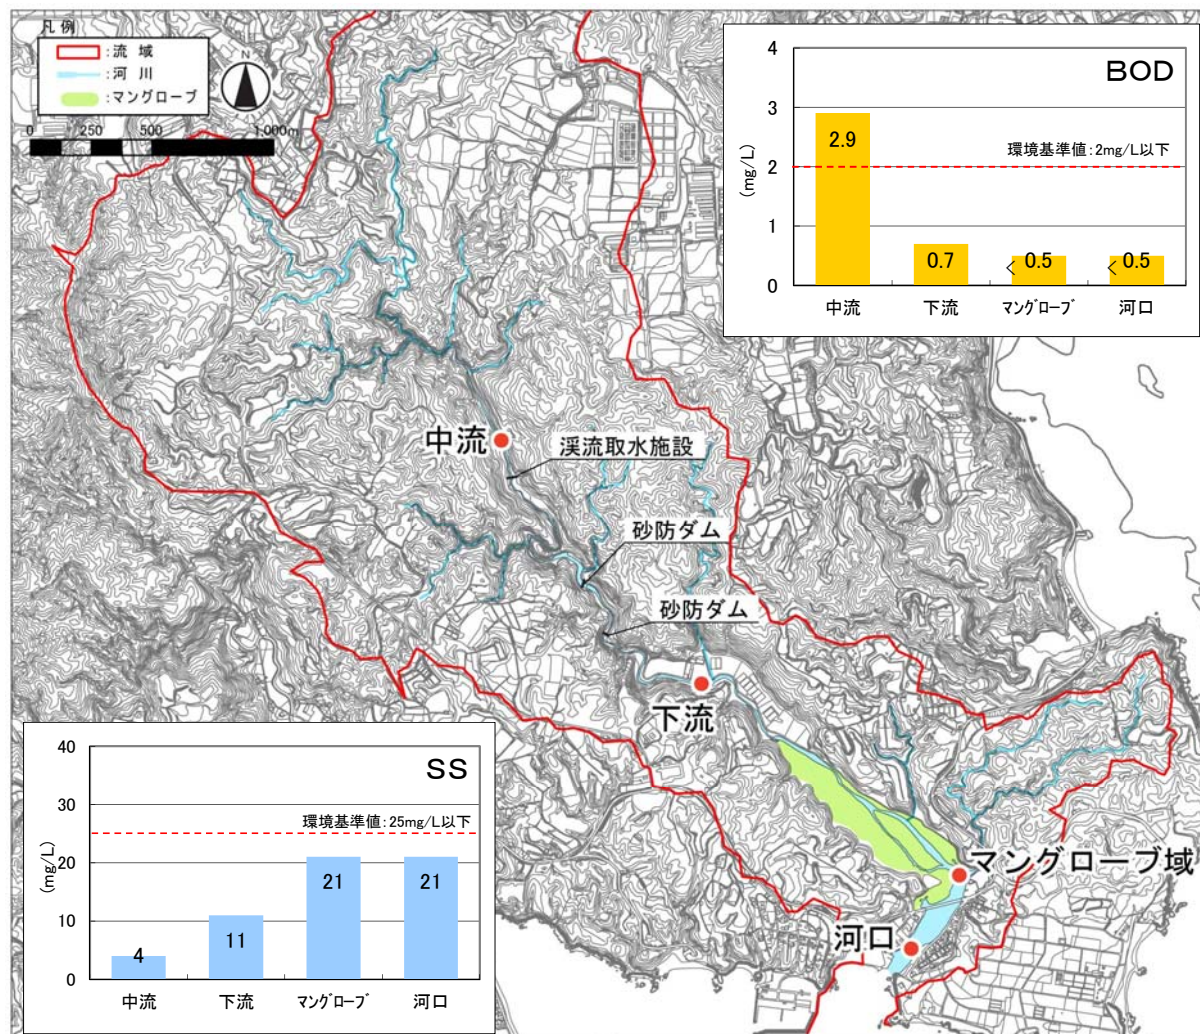 凡例
：流域
：河川
：マングローブ
N
0 250 500 1,000m
BOD
4
3
2
1
0
(mg/L)
環境基準値：2mg/L以下
2.9
0.7
<0.5
<0.5
中流 下流 マングローブ 河口
中流
渓流取水施設
砂防ダム
砂防ダム
下流
マングローブ域
河口
SS
40
30
20
10
0
(mg/L)
環境基準値：25mg/L以下
4
11
21
21
中流 下流 マングローブ 河口